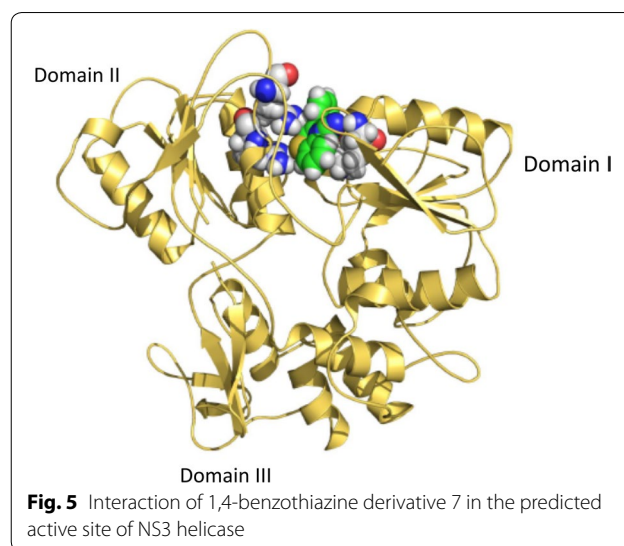 Domain II
Domain I
Domain III
Fig. 5 Interaction of 1,4-benzothiazine derivative 7 in the predicted
active site of NS3 helicase